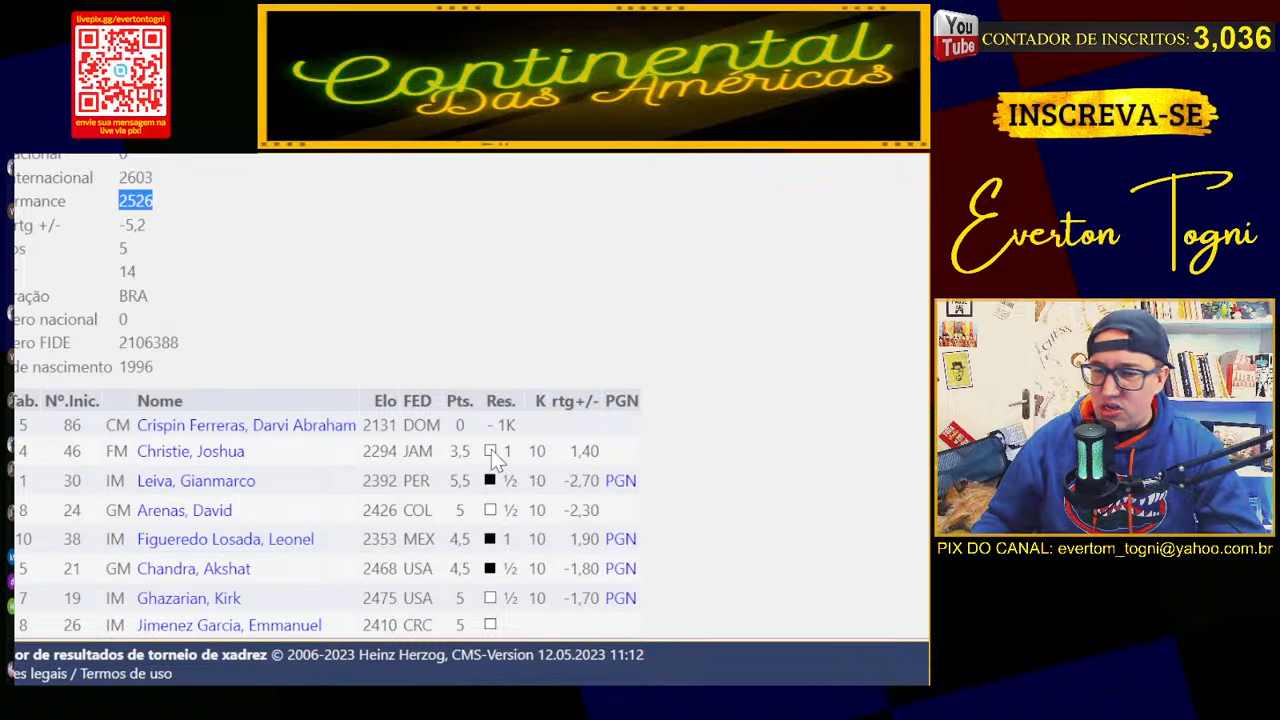 livepix.gg/evertontogni
envie sua mensagem na
live via pix!
Continental
Das Américas
You
Tube
CONTADOR DE INSCRITOS: 3,036
INSCREVA-SE
Everton Togni
acional 0
nternacional 2603
rmance 2526
rtg +/- -5,2
os 5
14
ração BRA
ero nacional 0
ero FIDE 2106388
de nascimento 1996
Tab. Nº.Inic. Nome Elo FED Pts. Res. K rtg+/- PGN
5 86 CM Crispin Ferreras, Darvi Abraham 2131 DOM 0 - 1K
4 46 FM Christie, Joshua 2294 JAM 3,5 1 10 1,40
1 30 IM Leiva, Gianmarco 2392 PER 5,5 ½ 10 -2,70 PGN
8 24 GM Arenas, David 2426 COL 5 ½ 10 -2,30
10 38 IM Figueredo Losada, Leonel 2353 MEX 4,5 1 10 1,90 PGN
5 21 GM Chandra, Akshat 2468 USA 4,5 ½ 10 -1,80 PGN
7 19 IM Ghazarian, Kirk 2475 USA 5 ½ 10 -1,70 PGN
8 26 IM Jimenez Garcia, Emmanuel 2410 CRC 5
or de resultados de torneio de xadrez © 2006-2023 Heinz Herzog, CMS-Version 12.05.2023 11:12
es legais / Termos de uso
CHESS
PIX DO CANAL: evertom_togni@yahoo.com.br